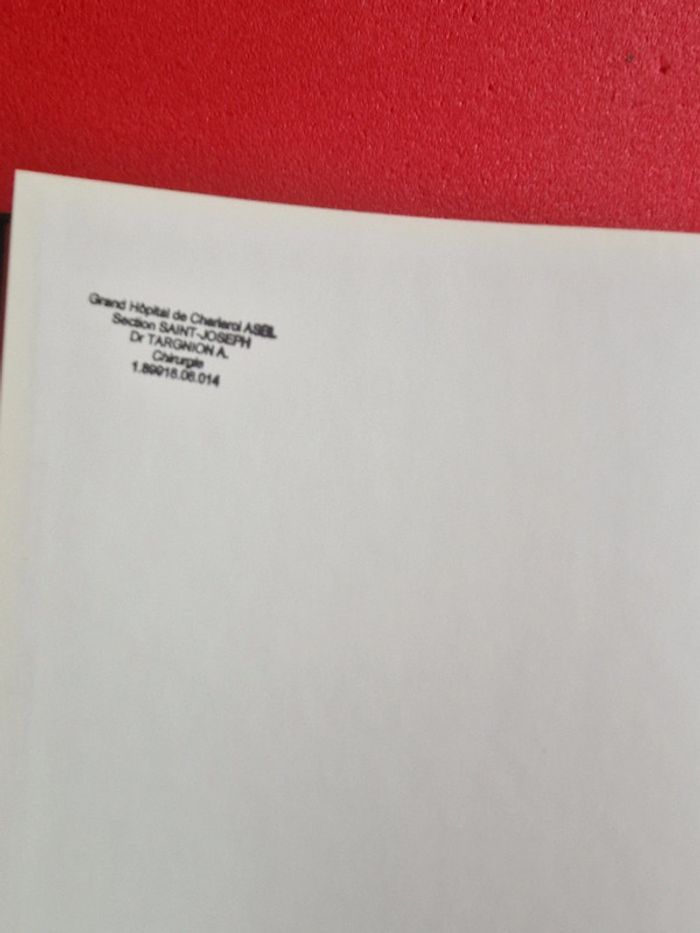 Grand Hôpital de Charleroi ASBL
Section SAINT-JOSEPH
Dr TARGNION A.
Chirurgie
1.89916.06.014